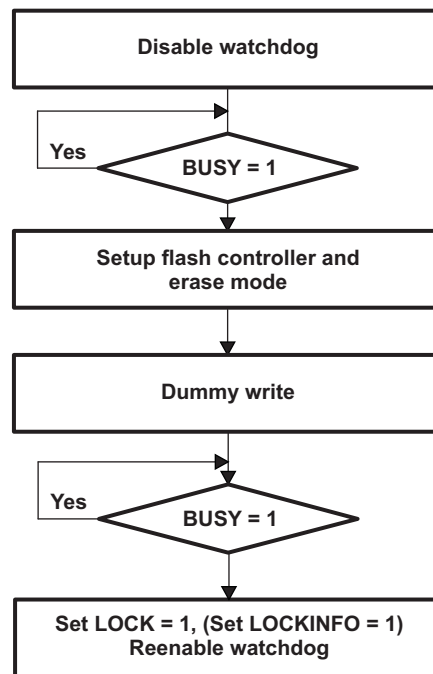 Disable watchdog
Yes
BUSY = 1
Setup flash controller and
erase mode
Dummy write
Yes
BUSY = 1
Set LOCK = 1, (Set LOCKINFO = 1)
Reenable watchdog